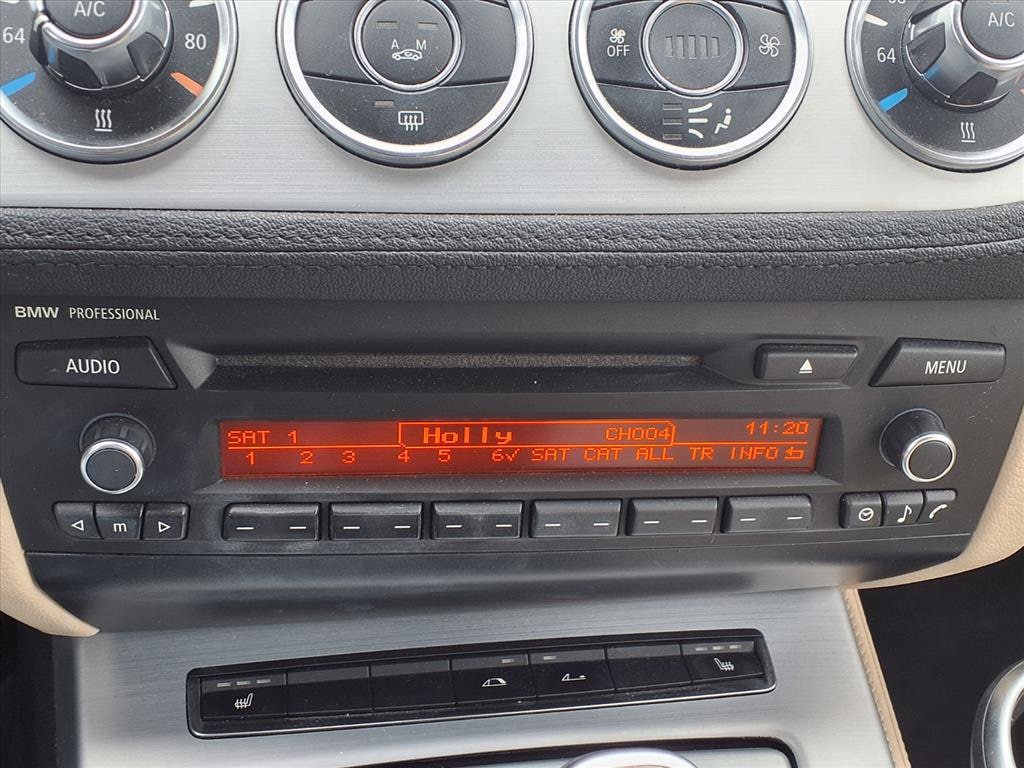 A/C
64
80
A M
OFF
A/C
68
64
BMW PROFESSIONAL
AUDIO
MENU
SAT 1 Holly CH004 11:20
1 2 3 4 5 6✓ SAT CAT ALL TR INFO
m